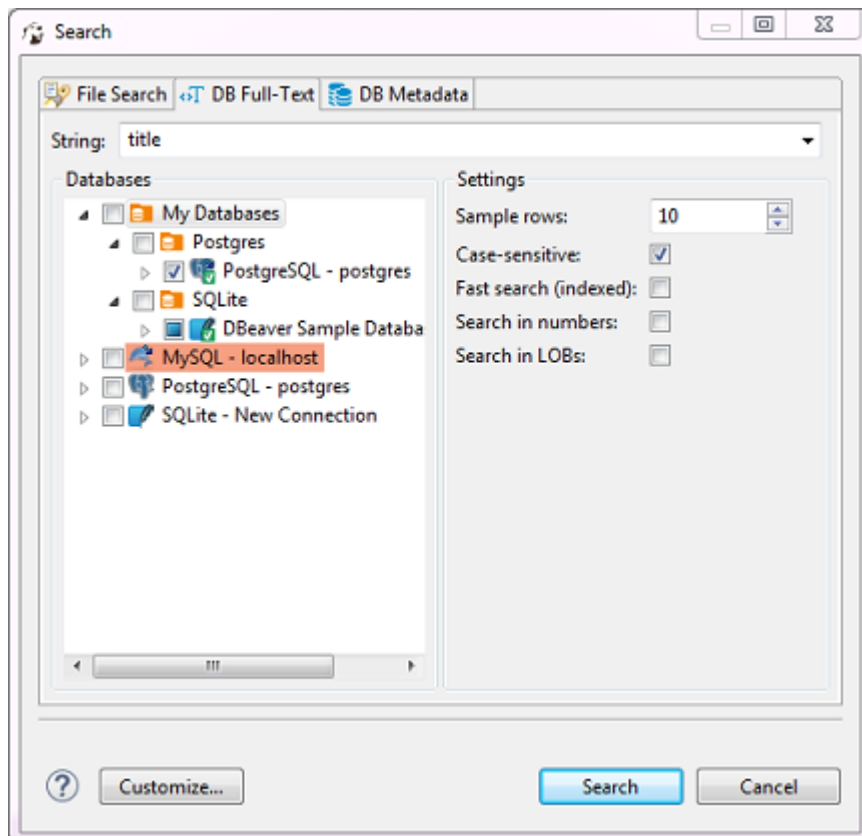 Search
File Search DB Full-Text DB Metadata
String: title
Databases
My Databases
Postgres
PostgreSQL - postgres
SQLite
DBeaver Sample Databa
MySQL - localhost
PostgreSQL - postgres
SQLite - New Connection
Settings
Sample rows: 10
Case-sensitive:
Fast search (indexed):
Search in numbers:
Search in LOBs:
Customize...
Search
Cancel